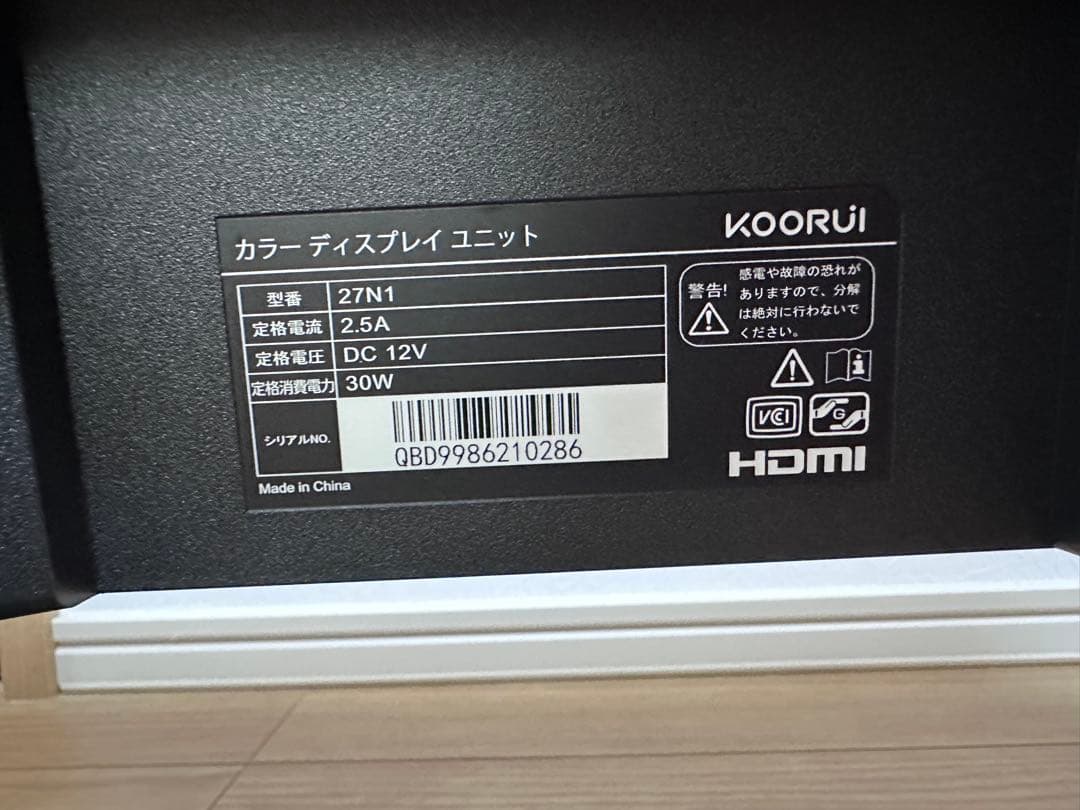 カラー ディスプレイ ユニット
KOORUI
型番 27N1
定格電流 2.5A
定格電圧 DC 12V
定格消費電力 30W
シリアルNO. QBD9986210286
Made in China
警告!
感電や故障の恐れが
ありますので、分解
は絶対に行わないで
ください。
VCI
G
HDMI